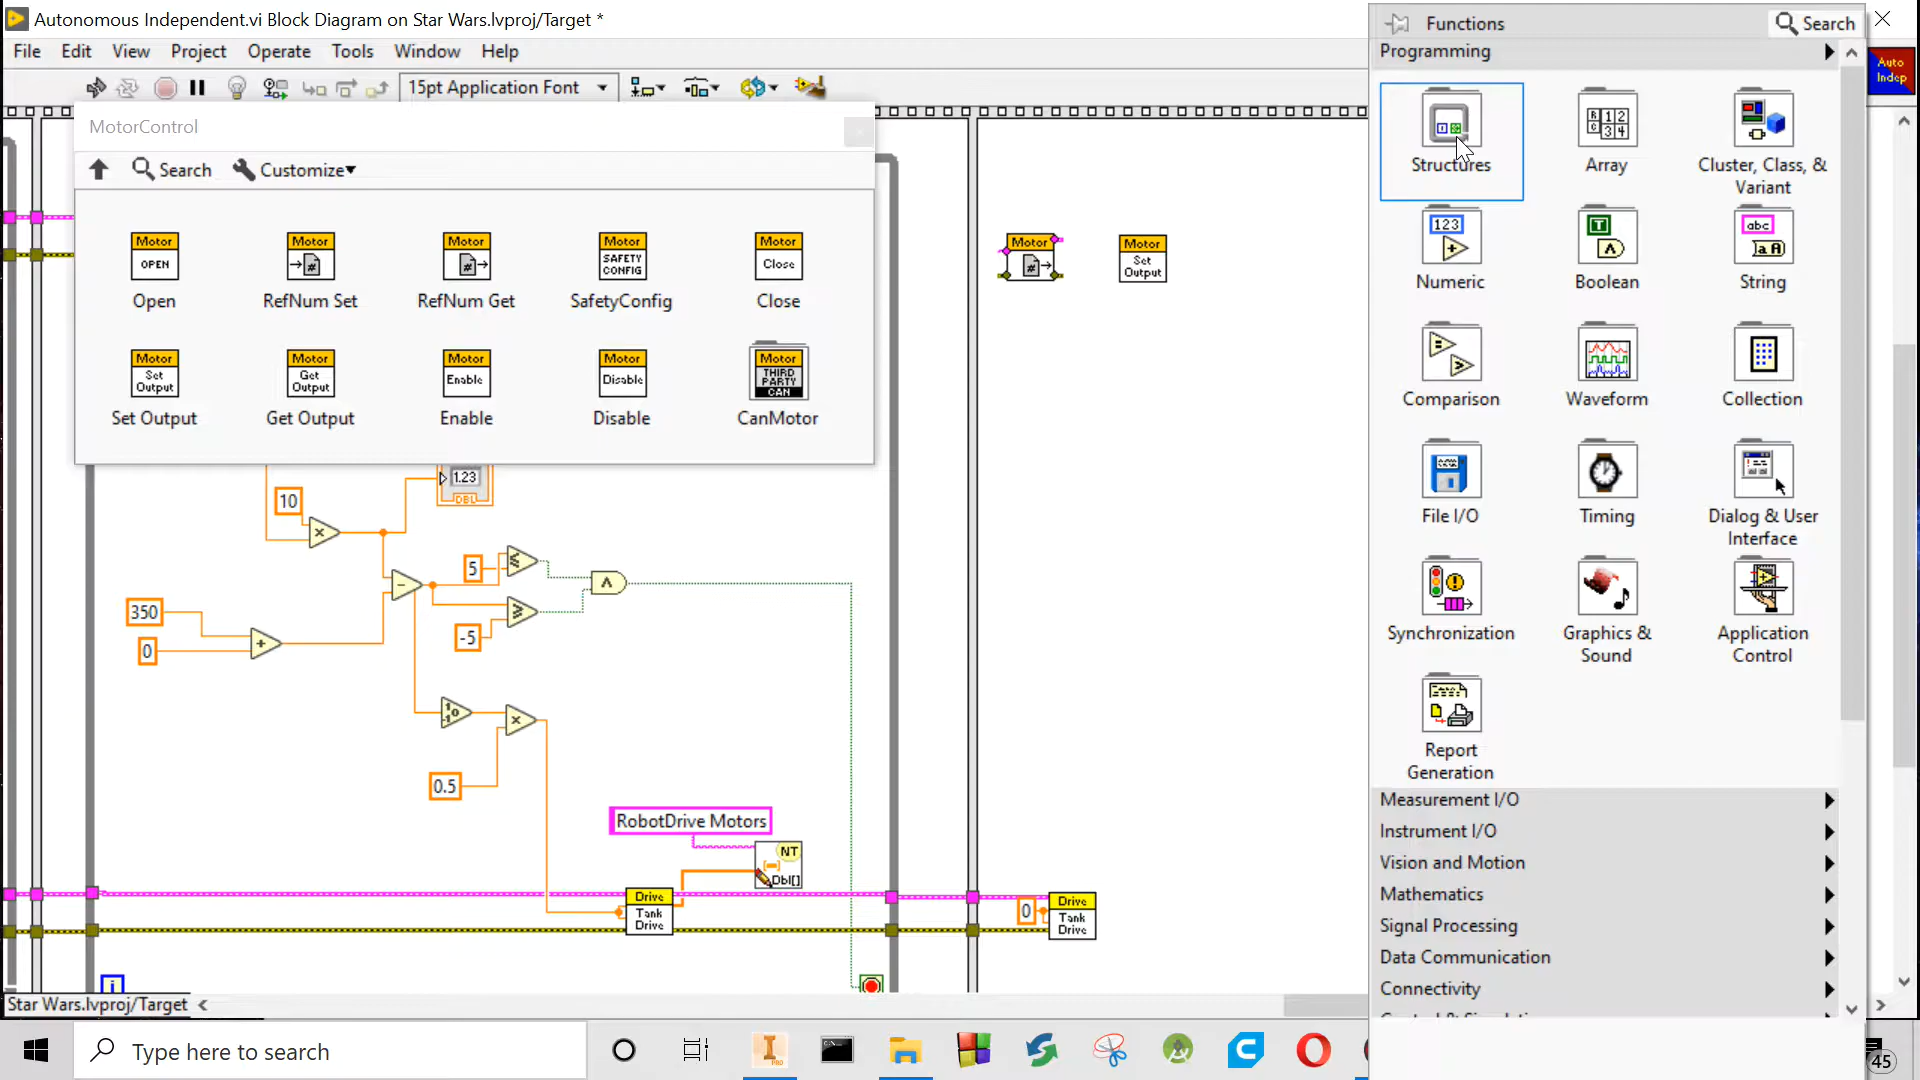 Autonomous Independent.vi Block Diagram on Star Wars.lvproj/Target *
File Edit View Project Operate Tools Window Help
15pt Application Font
Auto
Indep
MotorControl
Search Customize
Motor
OPEN
Open
Motor
RefNum Set
Motor
RefNum Get
Motor
SAFETY
CONFIG
SafetyConfig
Motor
Close
Close
Motor
Set
Output
Set Output
Motor
Get
Output
Get Output
Motor
Enable
Enable
Motor
Disable
Disable
Motor
THIRD
PARTY
CAN
CanMotor
Motor
#
Motor
Set
Output
10
1.23
DBL
5
-5
350
0
0.5
RobotDrive Motors
NT
Dbl[]
Drive
Tank
Drive
0
Drive
Tank
Drive
i
Star Wars.lvproj/Target
Functions
Search
Programming
Structures
Array
Cluster, Class, &
Variant
123
Numeric
Boolean
abc
aA
String
Comparison
Waveform
Collection
File I/O
Timing
Dialog & User
Interface
Synchronization
Graphics &
Sound
Application
Control
Report
Generation
Measurement I/O
Instrument I/O
Vision and Motion
Mathematics
Signal Processing
Data Communication
Connectivity
Type here to search
45